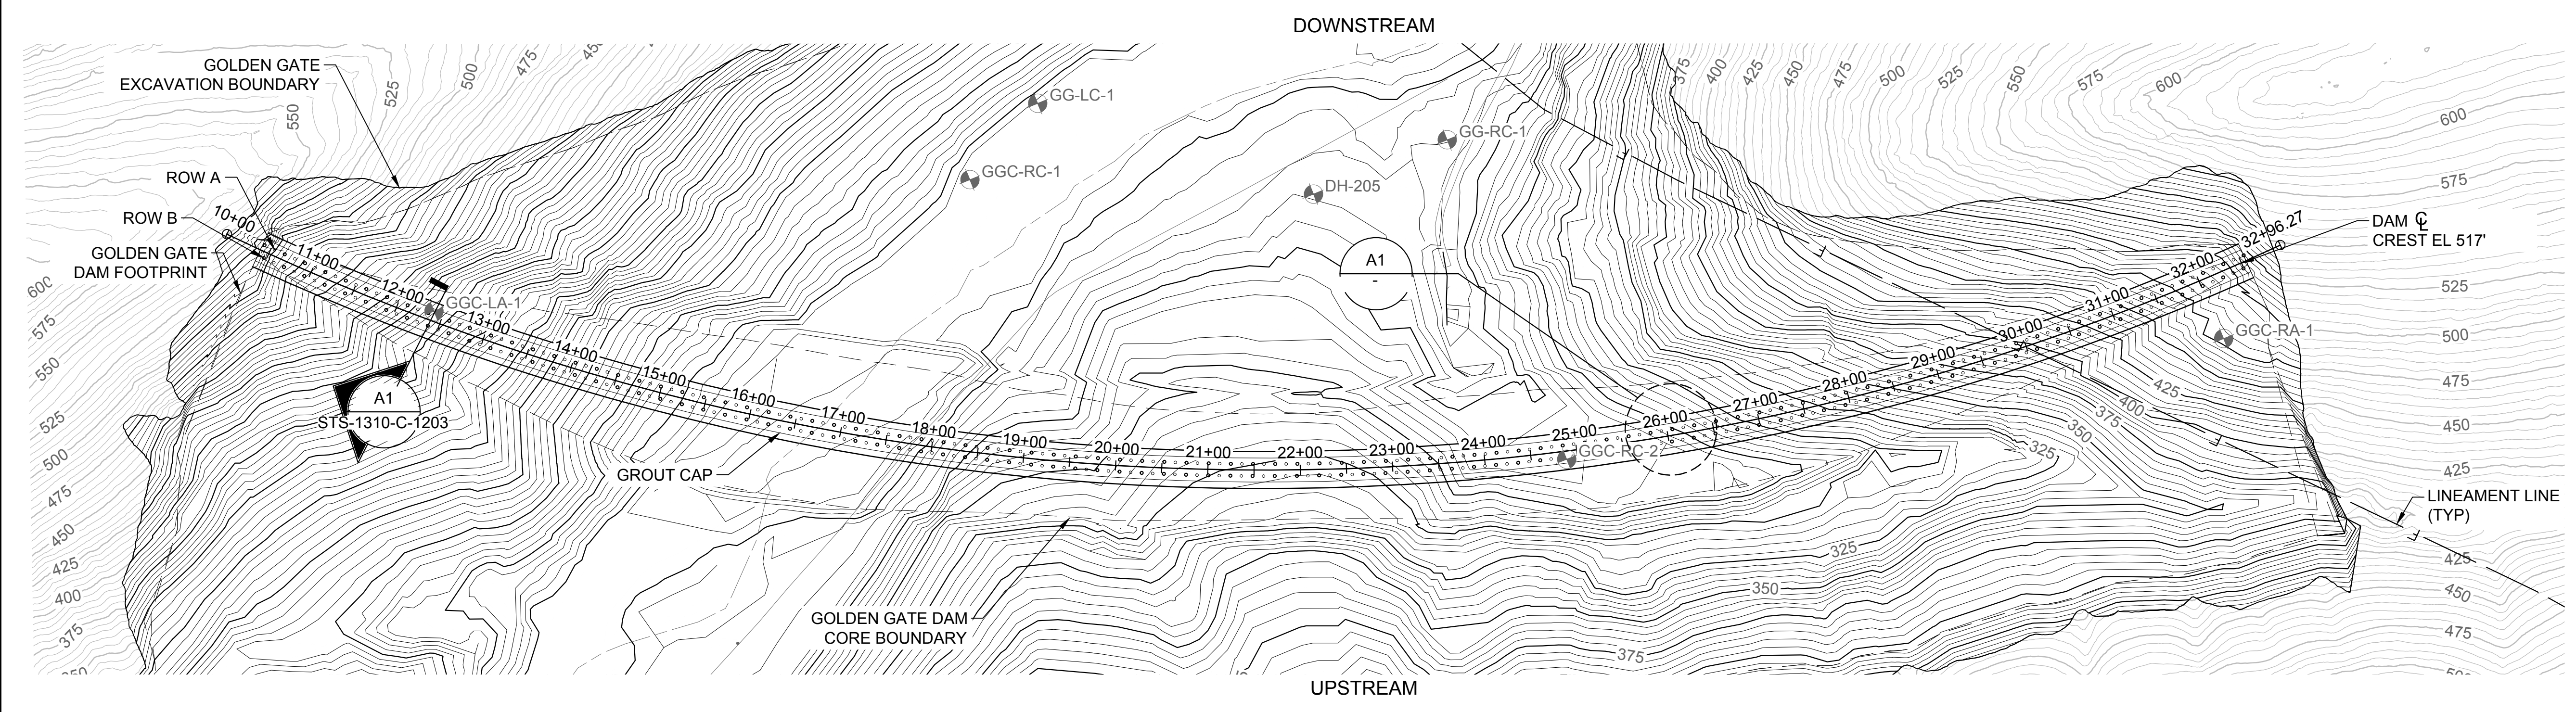 DOWNSTREAM
GOLDEN GATE
EXCAVATION BOUNDARY
550
525
500
475
375
400
425
450
475
500
525
550
575
600
600
575
GG-LC-1
GG-RC-1
GGC-RC-1
DH-205
ROW A
ROW B
GOLDEN GATE
DAM FOOTPRINT
10+00
11+00
12+00
13+00
14+00
15+00
16+00
17+00
18+00
19+00
20+00
21+00
22+00
23+00
24+00
25+00
26+00
27+00
28+00
29+00
30+00
31+00
32+00
32+96.27
DAM ℄
CREST EL 517'
GGC-LA-1
A1
-
GGC-RA-1
GGC-RC-2
A1
STS-1310-C-1203
GROUT CAP
GOLDEN GATE DAM
CORE BOUNDARY
LINEAMENT LINE
(TYP)
600
575
550
525
500
475
450
425
400
375
350
525
500
475
450
425
425
450
475
425
400
375
350
325
325
350
375
UPSTREAM